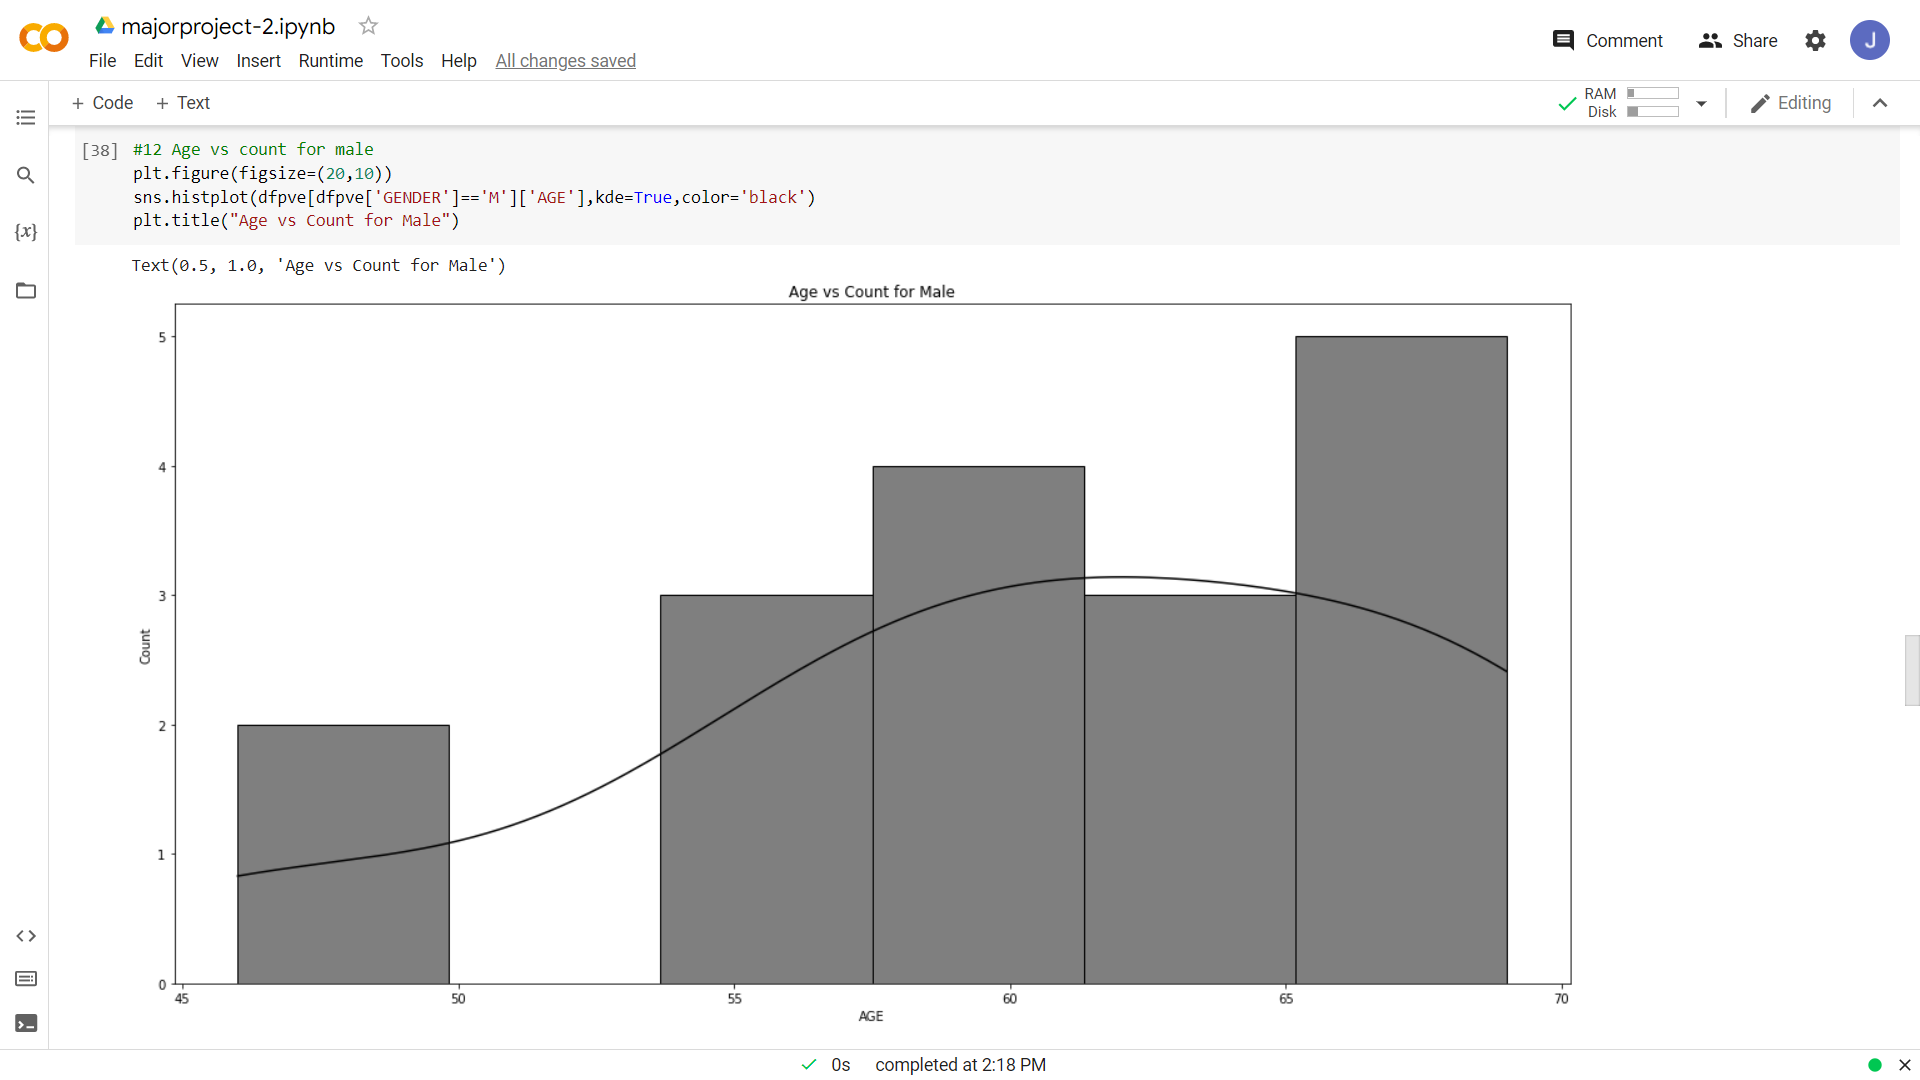 majorproject-2.ipynb
File Edit View Insert Runtime Tools Help All changes saved
Comment Share J
+ Code + Text
RAM
Disk
Editing
[38] #12 Age vs count for male
plt.figure(figsize=(20,10))
sns.histplot(dfpve[dfpve['GENDER']=='M']['AGE'],kde=True,color='black')
plt.title("Age vs Count for Male")
{x}
Text(0.5, 1.0, 'Age vs Count for Male')
Age vs Count for Male
5
4
3
Count
2
1
0
45 50 55 60 65 70
AGE
0s completed at 2:18 PM